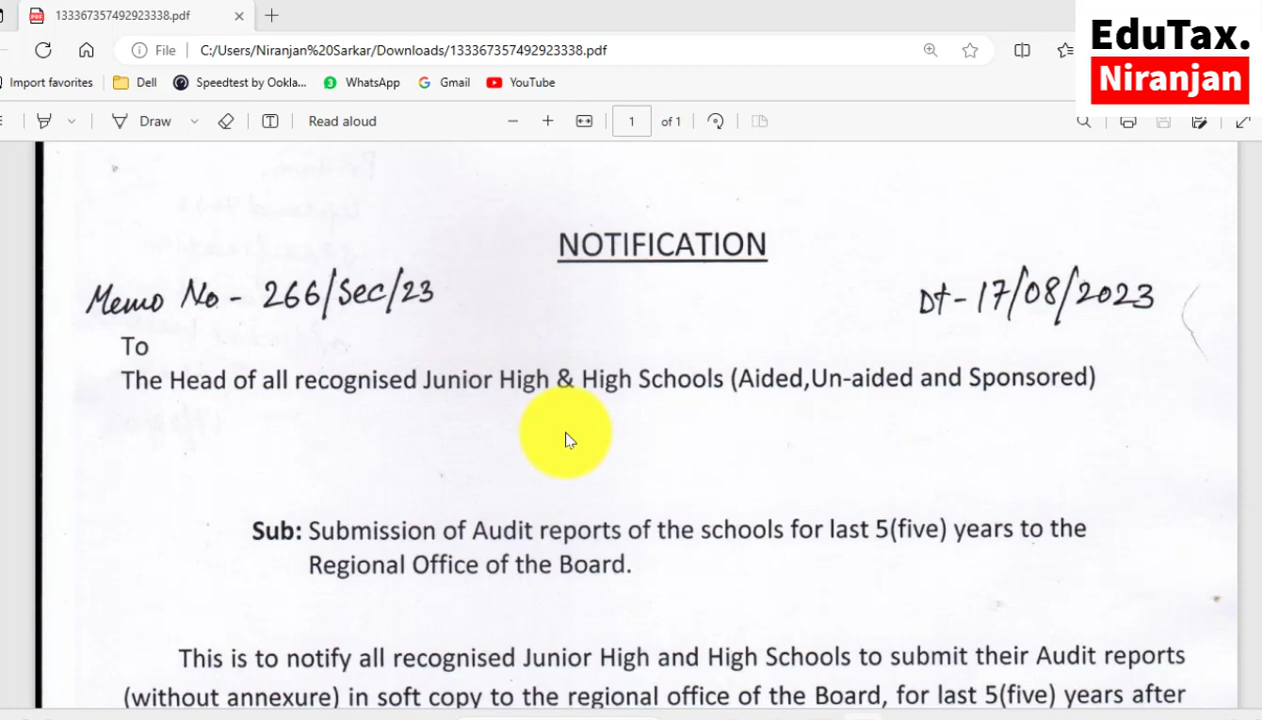 133367357492923338.pdf
EduTax.
Niranjan
File C:/Users/Niranjan%20Sarkar/Downloads/133367357492923338.pdf
Import favorites Dell Speedtest by Ookla... WhatsApp Gmail YouTube
Draw Read aloud 1 of 1
NOTIFICATION
Memo No - 266/Sec/23 Dt - 17/08/2023
To
The Head of all recognised Junior High & High Schools (Aided,Un-aided and Sponsored)
Sub: Submission of Audit reports of the schools for last 5(five) years to the
Regional Office of the Board.
This is to notify all recognised Junior High and High Schools to submit their Audit reports
(without annexure) in soft copy to the regional office of the Board, for last 5(five) years after